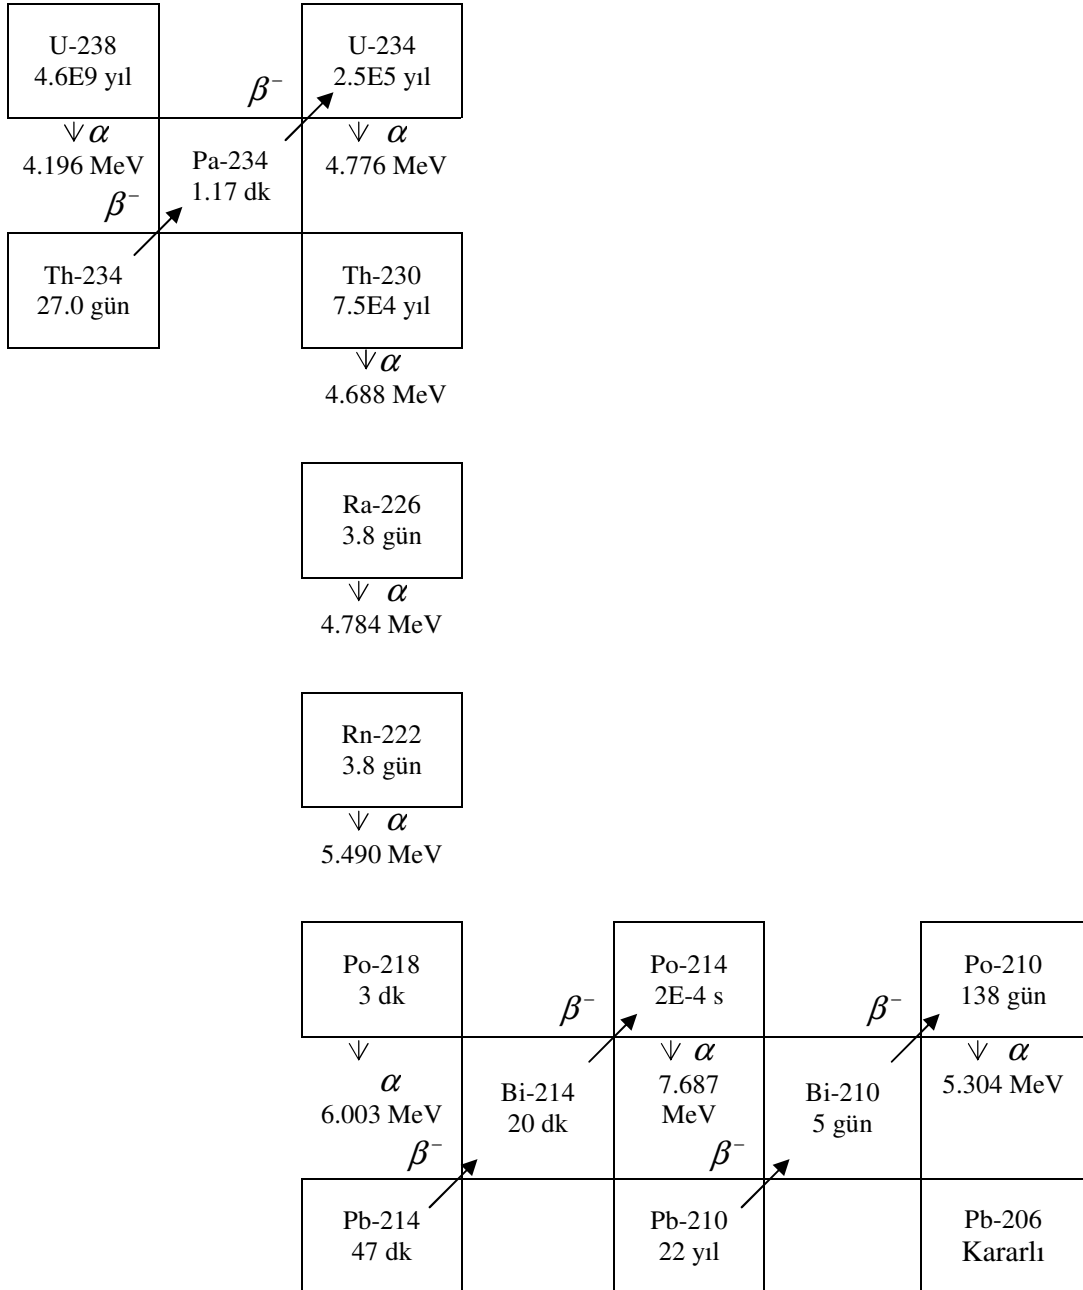 U-238
4.6E9 yıl
U-234
2.5E5 yıl
β⁻
α
4.196 MeV
Pa-234
1.17 dk
α
4.776 MeV
β⁻
Th-234
27.0 gün
Th-230
7.5E4 yıl
α
4.688 MeV
Ra-226
3.8 gün
α
4.784 MeV
Rn-222
3.8 gün
α
5.490 MeV
Po-218
3 dk
Po-214
2E-4 s
Po-210
138 gün
β⁻
β⁻
α
6.003 MeV
Bi-214
20 dk
α
7.687
MeV
Bi-210
5 gün
α
5.304 MeV
β⁻
β⁻
Pb-214
47 dk
Pb-210
22 yıl
Pb-206
Kararlı